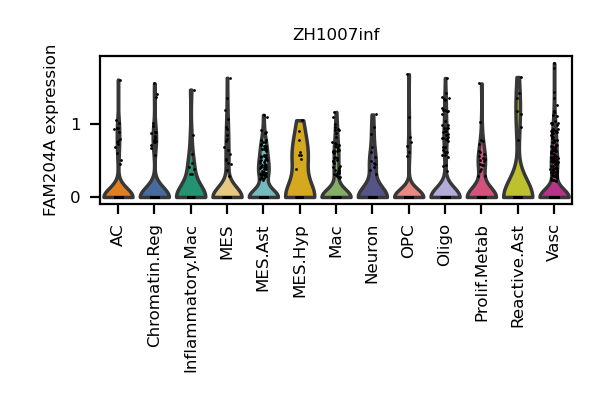 ZH1007inf
FAM204A expression
1
0
AC
Chromatin.Reg
Inflammatory.Mac
MES
MES.Ast
MES.Hyp
Mac
Neuron
OPC
Oligo
Prolif.Metab
Reactive.Ast
Vasc